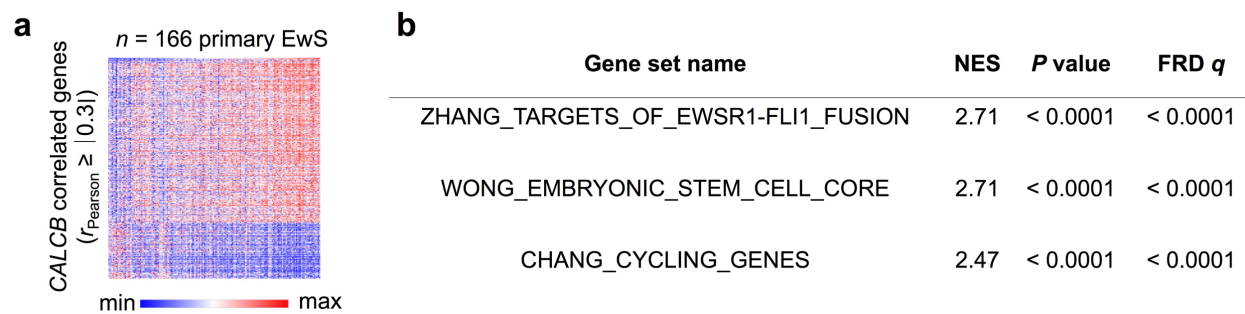 a
n = 166 primary EwS
CALCB correlated genes
(rPearson ≥ |0.3|)
min max
b
Gene set name NES P value FRD q
ZHANG_TARGETS_OF_EWSR1-FLI1_FUSION 2.71 < 0.0001 < 0.0001
WONG_EMBRYONIC_STEM_CELL_CORE 2.71 < 0.0001 < 0.0001
CHANG_CYCLING_GENES 2.47 < 0.0001 < 0.0001